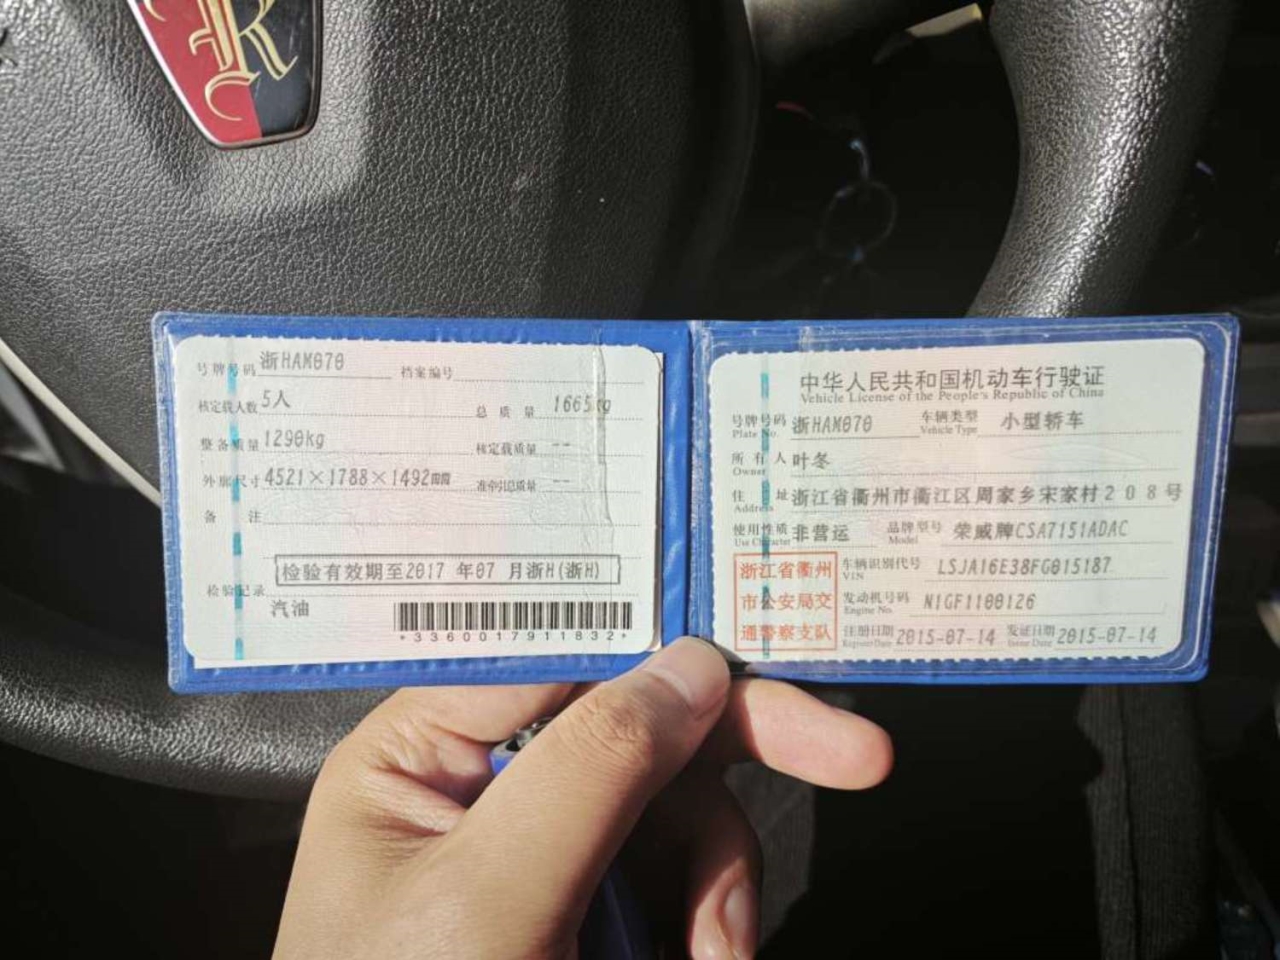 R
号牌号码 浙HAM070 档案编号
核定载人数 5人 总质量 1665kg
整备质量 1290kg 核定载质量 --
外廓尺寸 4521×1788×1492mm 准牵引总质量 --
备注
检验有效期至2017 年07 月浙H(浙H)
检验记录
汽油
*3360017911832*
中华人民共和国机动车行驶证
Vehicle License of the People's Republic of China
号牌号码 浙HAM070 车辆类型 小型轿车
Plate No. Vehicle Type
所有人 叶冬
Owner
住址 浙江省衢州市衢江区周家乡宋家村208号
Address
使用性质 非营运 品牌型号 荣威牌CSA7151ADAC
Use Character Model
浙江省衢州
市公安局交
通警察支队
车辆识别代号 LSJA16E38FG015187
VIN
发动机号码 N1GF1100126
Engine No.
注册日期 2015-07-14 发证日期 2015-07-14
Register Date Issue Date